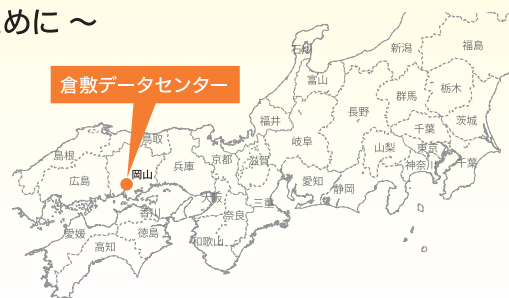 めに ～
倉敷データセンター
石川
新潟
福島
富山
栃木
群馬
長野
茨城
福井
千葉
岐阜
鳥取
東京
山梨
島根
兵庫
京都
滋賀
神奈川
千葉
岡山
広島
愛知
静岡
大阪
三重
香川
奈良
愛媛
徳島
和歌山
高知